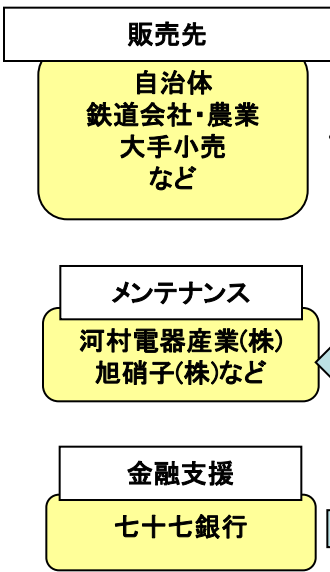 販売先
自治体
鉄道会社・農業
大手小売
など
メンテナンス
河村電器産業(株)
旭硝子(株)など
金融支援
七十七銀行